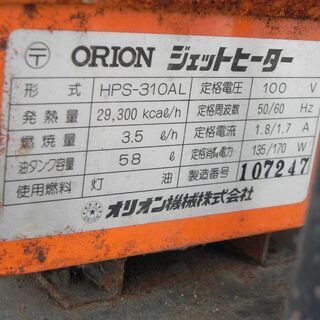 〒 ORION ジェットヒーター
形式 HPS-310AL 定格電圧 100 V
発熱量 29,300 kcal/h 定格周波数 50/60 Hz
燃焼量 3.5 ℓ/h 定格電流 1.8/1.7 A
油タンク容量 58 ℓ 定格消費電力 135/170 W
使用燃料 灯油 製造番号 107247
ORION オリオン機械株式会社